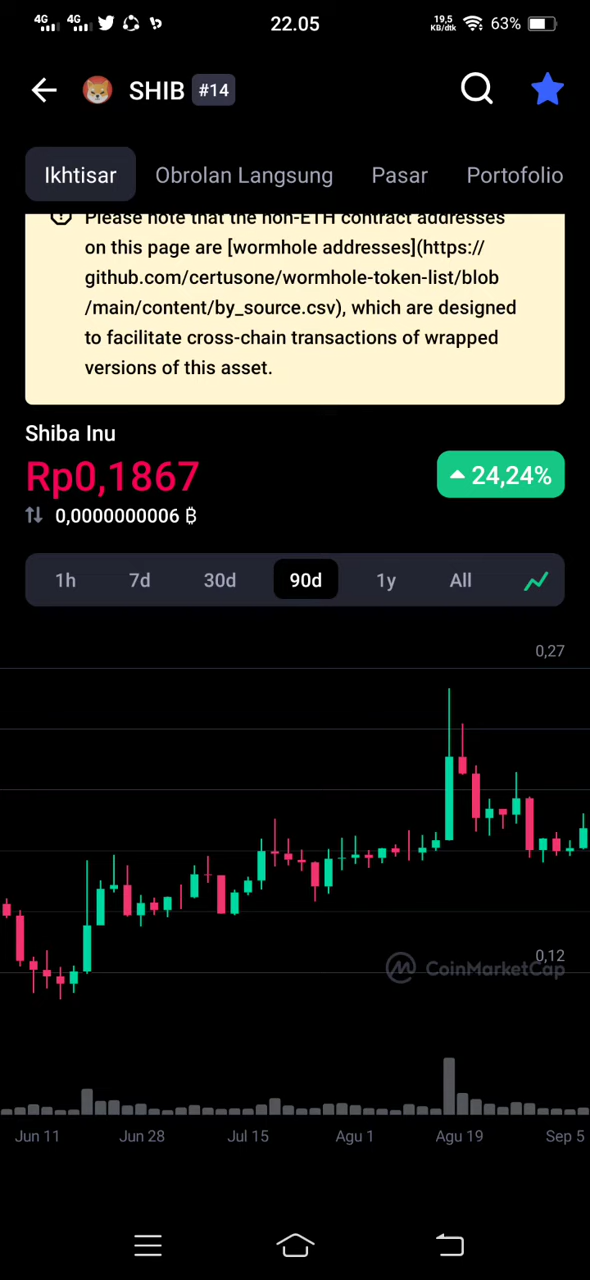 4G 4G 22.05 19,5 KB/dtk 63%
SHIB #14
Ikhtisar Obrolan Langsung Pasar Portofolio
Please note that the non-ETH contract addresses
on this page are [wormhole addresses](https://
github.com/certusone/wormhole-token-list/blob
/main/content/by_source.csv), which are designed
to facilitate cross-chain transactions of wrapped
versions of this asset.
Shiba Inu
Rp0,1867 24,24%
0,0000000006 ₿
1h 7d 30d 90d 1y All
0,27
0,12
CoinMarketCap
Jun 11 Jun 28 Jul 15 Agu 1 Agu 19 Sep 5